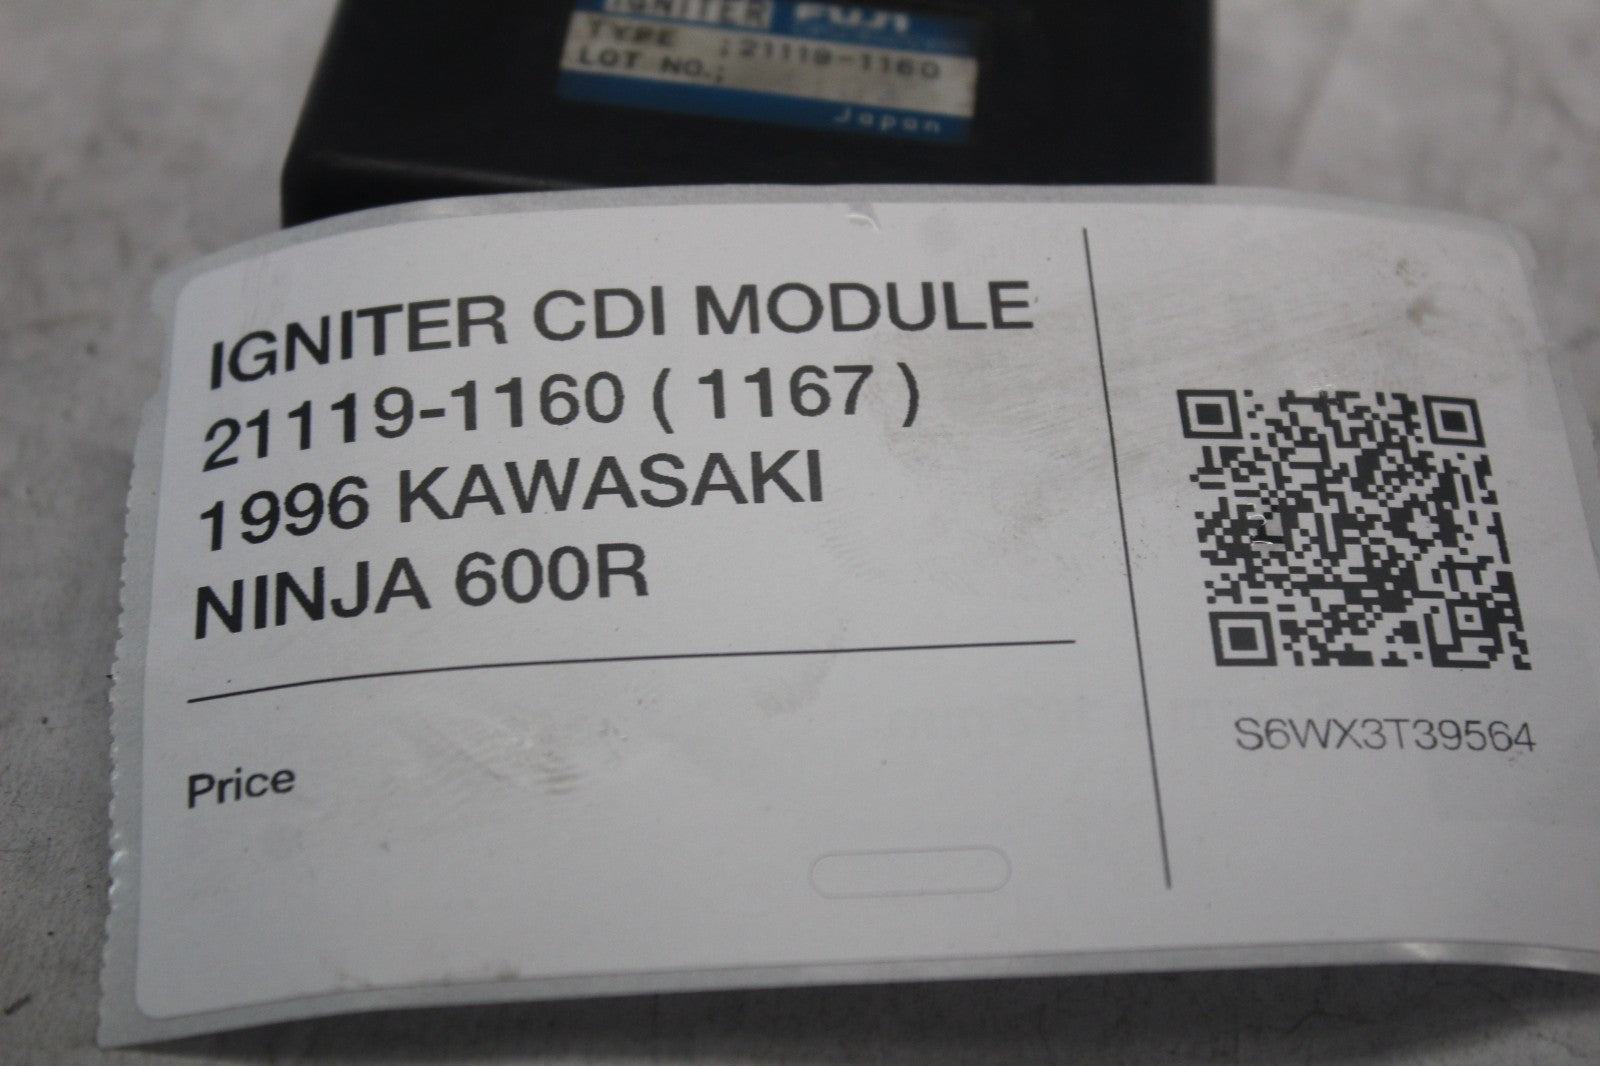 IGNITER FUJI
TYPE ; 21119-1160
LOT NO.;
Japan
IGNITER CDI MODULE
21119-1160 ( 1167 )
1996 KAWASAKI
NINJA 600R
Price
S6WX3T39564